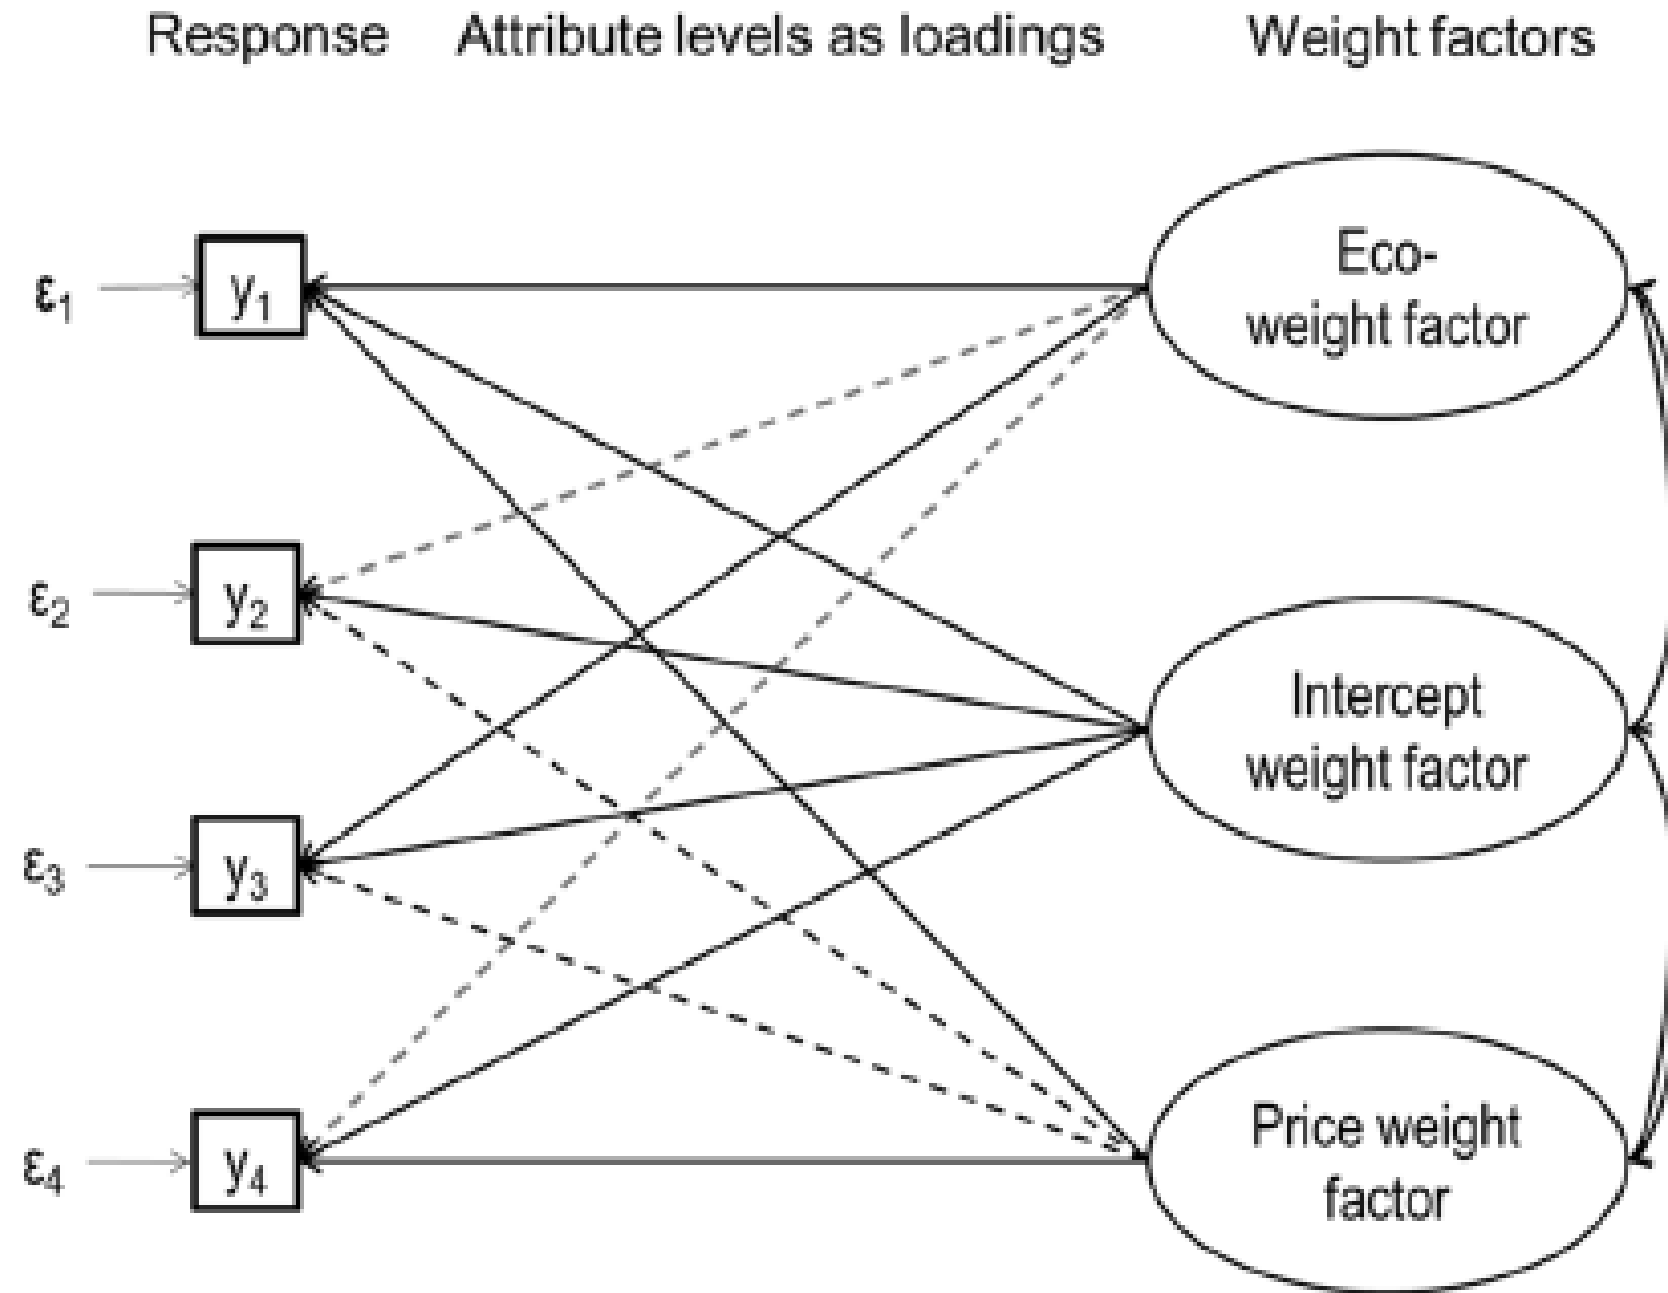 Response Attribute levels as loadings Weight factors
Eco-
weight factor
ε1 y1
ε2 y2
Intercept
weight factor
ε3 y3
Price weight
factor
ε4 y4